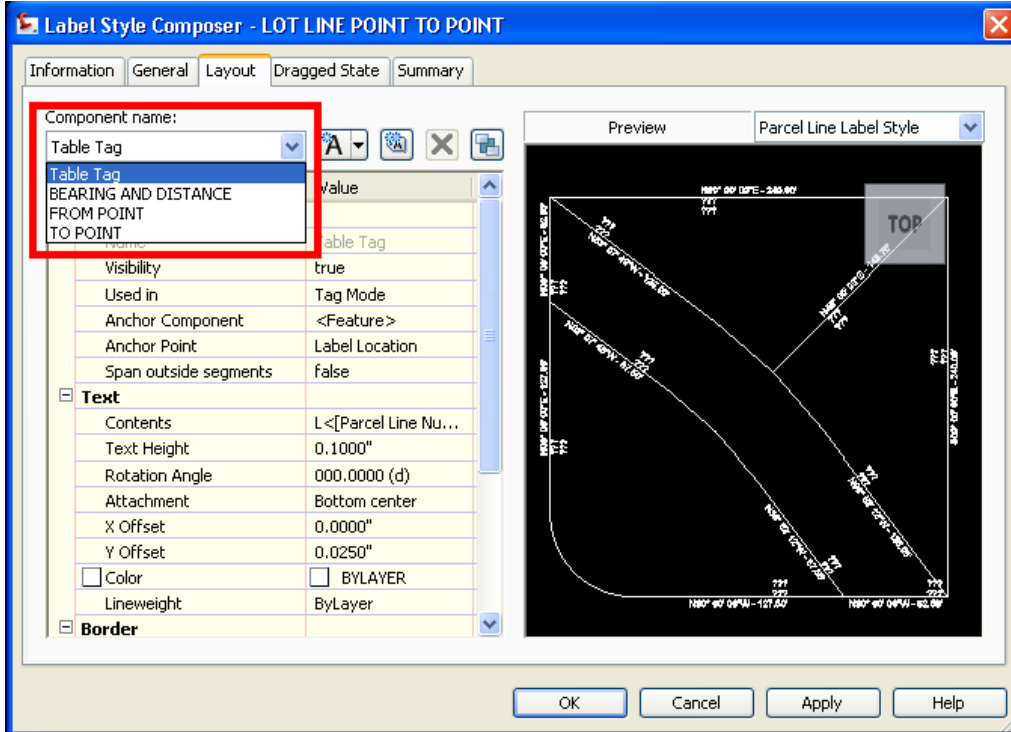 Label Style Composer - LOT LINE POINT TO POINT
Information General Layout Dragged State Summary
Component name:
Table Tag
Table Tag
BEARING AND DISTANCE
FROM POINT
TO POINT
Value
Name Table Tag
Visibility true
Used in Tag Mode
Anchor Component <Feature>
Anchor Point Label Location
Span outside segments false
Text
Contents L<[Parcel Line Nu...
Text Height 0.1000"
Rotation Angle 000.0000 (d)
Attachment Bottom center
X Offset 0.0000"
Y Offset 0.0250"
Color BYLAYER
Lineweight ByLayer
Border
Preview Parcel Line Label Style
TOP
???
???
???
???
???
???
???
???
???
???
???
???
OK Cancel Apply Help